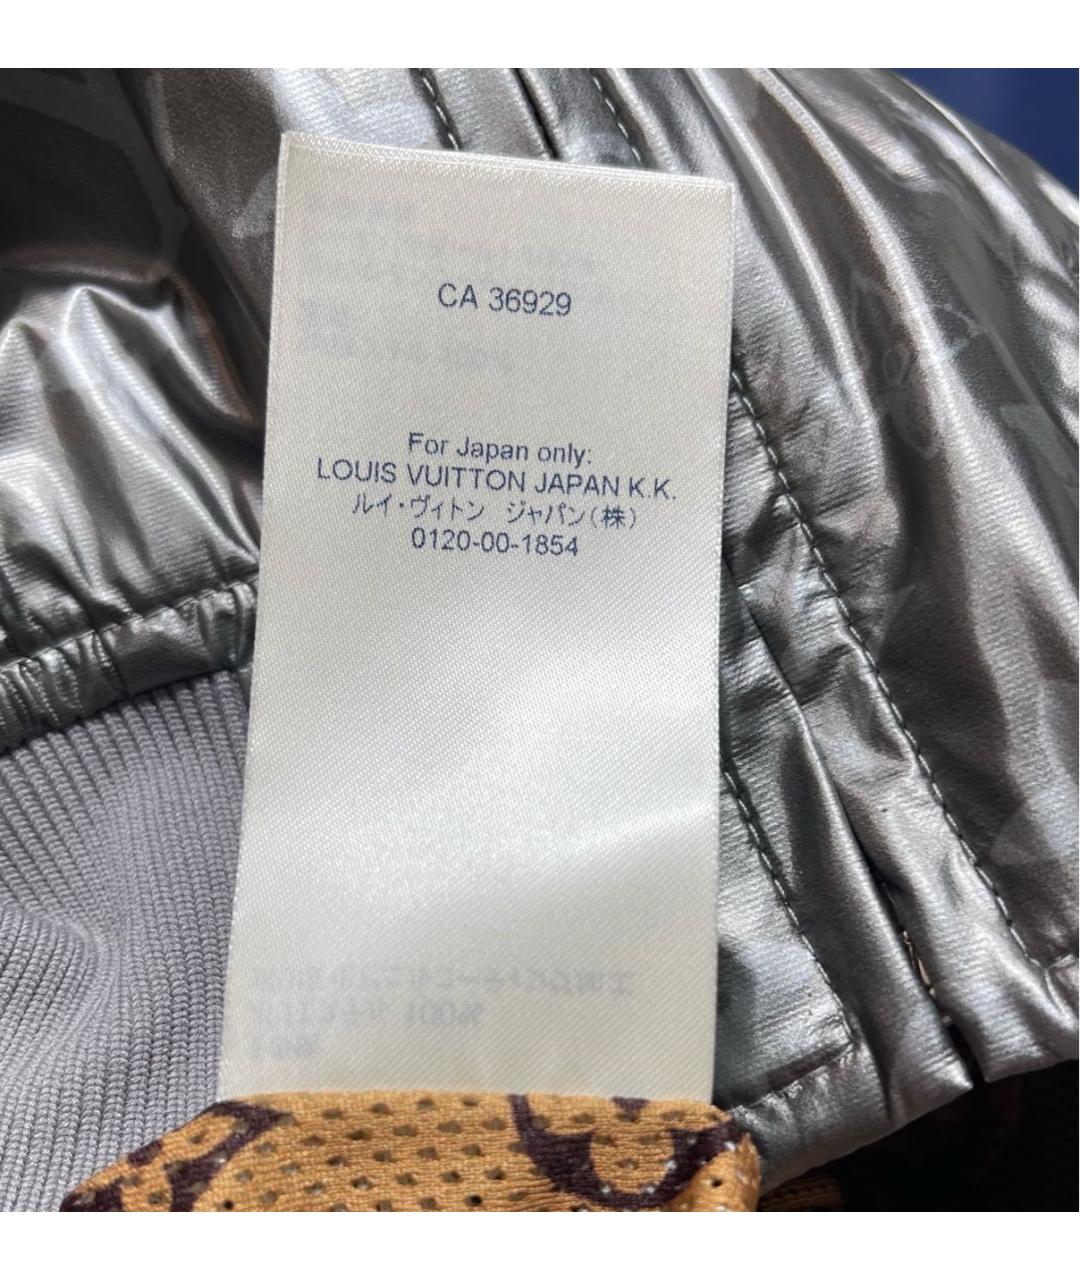 CA 36929
For Japan only:
LOUIS VUITTON JAPAN K.K.
ルイ・ヴィトン ジャパン(株)
0120-00-1854